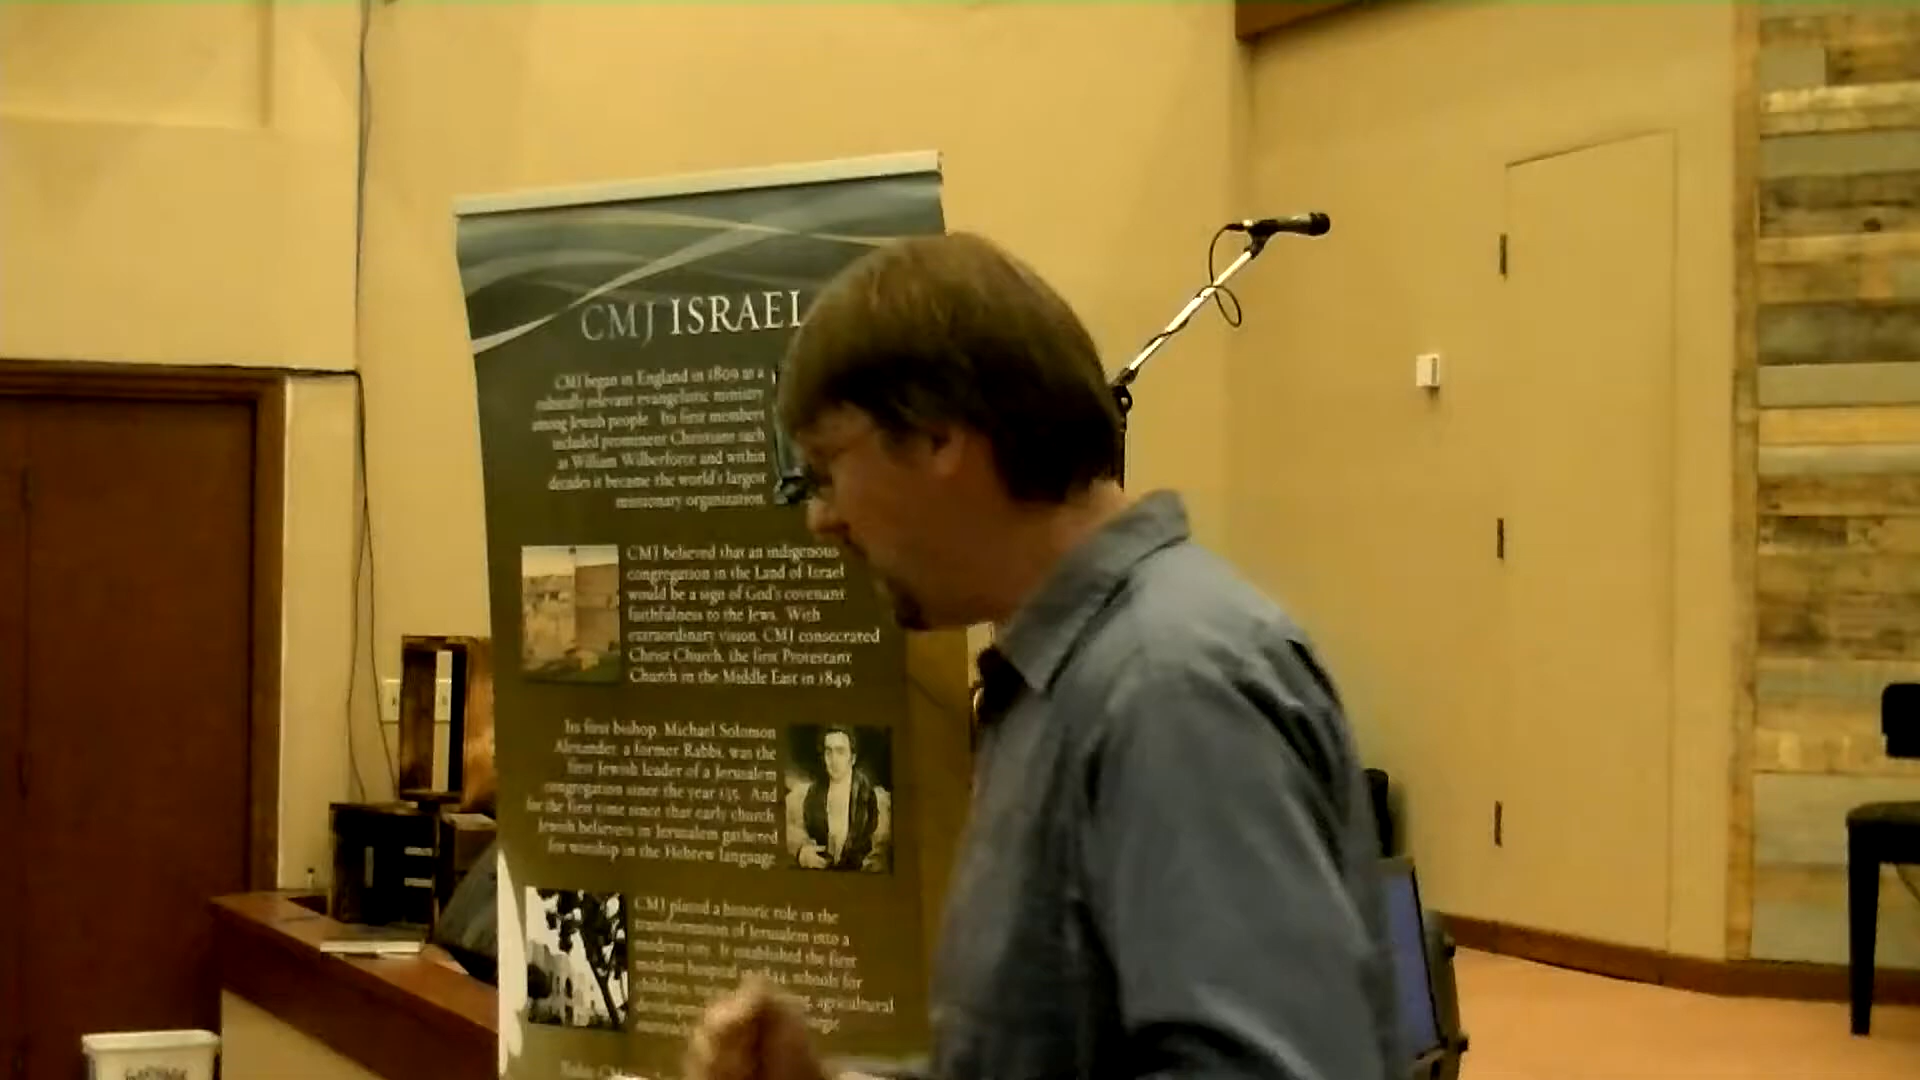 CMJ ISRAEL
CMJ began in England in 1809 as a
culturally relevant evangelistic ministry
among Jewish people. Its first members
included prominent Christians such
as William Wilberforce and within
decades it became the world's largest
missionary organization.
CMJ believed that an indigenous
congregation in the Land of Israel
would be a sign of God's covenant
faithfulness to the Jews. With
extraordinary vision, CMJ consecrated
Christ Church, the first Protestant
Church in the Middle East in 1849.
Its first bishop, Michael Solomon
Alexander, a former Rabbi, was the
first Jewish leader of a Jerusalem
congregation since the year 135. And
for the first time since that early church
Jewish believers in Jerusalem gathered
for worship in the Hebrew language
CMJ played a historic role in the
transformation of Jerusalem into a
modern city. It established the first
modern hospital in 1844, schools for
children,
agricultural